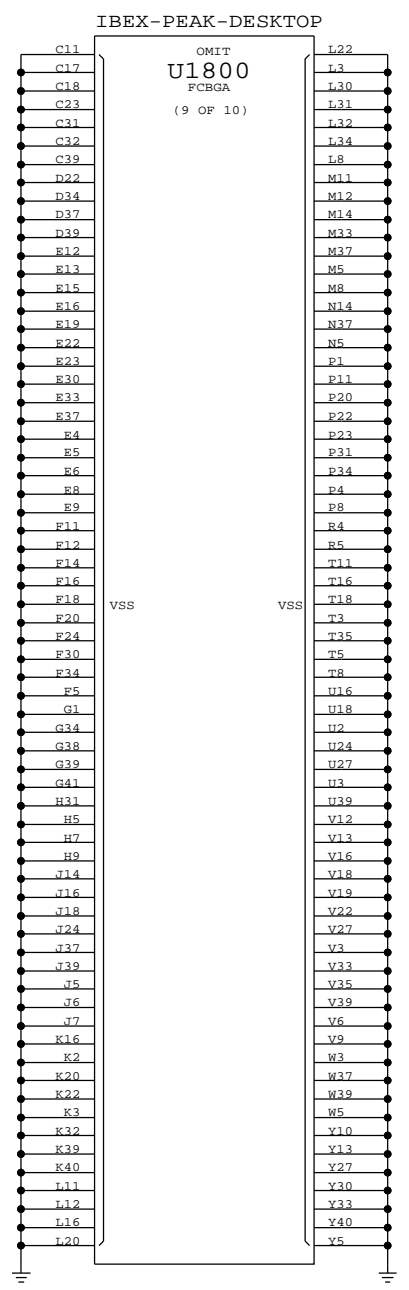 IBEX-PEAK-DESKTOP
OMIT
U1800
FCBGA
(9 OF 10)
C11 L22
C17 L3
C18 L30
C23 L31
C31 L32
C32 L34
C39 L8
D22 M11
D34 M12
D37 M14
D39 M33
E12 M37
E13 M5
E15 M8
E16 N14
E19 N37
E22 N5
E23 P1
E30 P11
E33 P20
E37 P22
E4 P23
E5 P31
E6 P34
E8 P4
E9 P8
F11 R4
F12 R5
F14 T11
F16 T16
F18 VSS VSS T18
F20 T3
F24 T35
F30 T5
F34 T8
F5 U16
G1 U18
G34 U2
G38 U24
G39 U27
G41 U3
H31 U39
H5 V12
H7 V13
H9 V16
J14 V18
J16 V19
J18 V22
J24 V27
J37 V3
J39 V33
J5 V35
J6 V39
J7 V6
K16 V9
K2 W3
K20 W37
K22 W39
K3 W5
K32 Y10
K39 Y13
K40 Y27
L11 Y30
L12 Y33
L16 Y40
L20 Y5